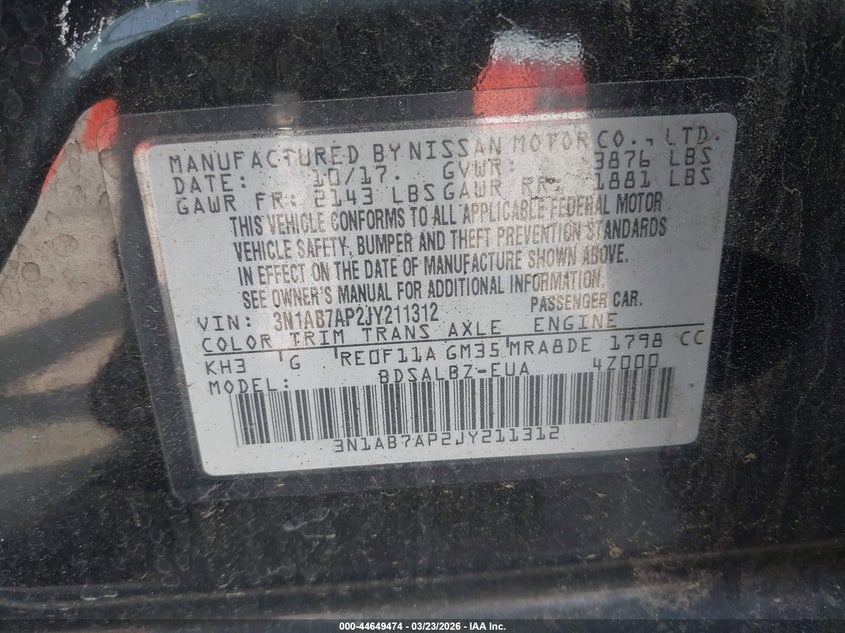 MANUFACTURED BY NISSAN MOTOR CO., LTD.
DATE: 10/17. GVWR: 3876 LBS
GAWR FR: 2143 LBS GAWR RR: 1881 LBS
THIS VEHICLE CONFORMS TO ALL APPLICABLE FEDERAL MOTOR
VEHICLE SAFETY, BUMPER AND THEFT PREVENTION STANDARDS
IN EFFECT ON THE DATE OF MANUFACTURE SHOWN ABOVE.
SEE OWNER'S MANUAL FOR ADDITIONAL INFORMATION.
VIN: 3N1AB7AP2JY211312 PASSENGER CAR.
COLOR TRIM TRANS AXLE ENGINE
KH3 G RE0F11A GM35 MRA8DE 1798 CC
MODEL: BDSALBZ-EUA 4Z000
3N1AB7AP2JY211312
000-44649474 | 03/23/2026 - IAA Inc.